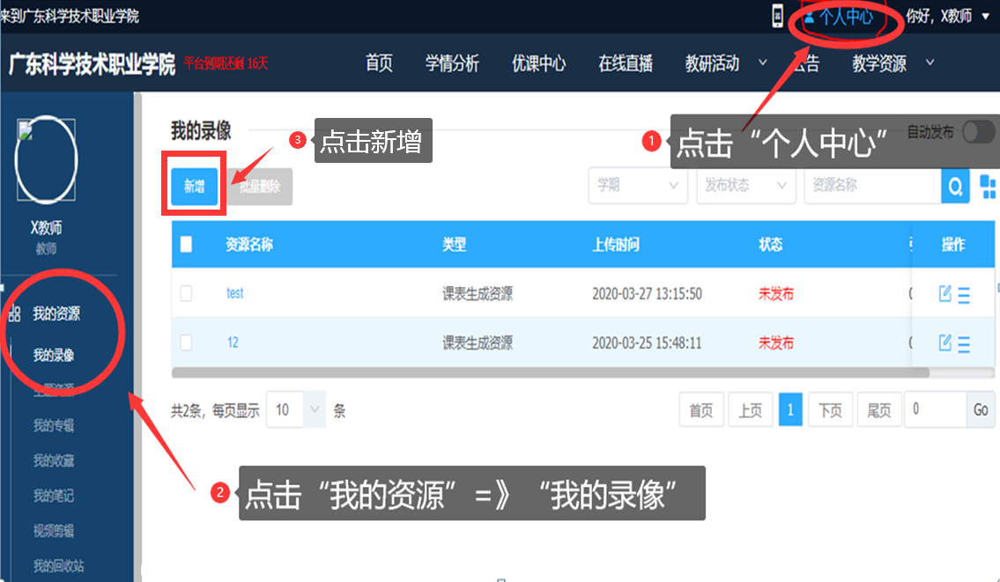 来到广东科学技术职业学院
个人中心
你好，X教师
广东科学技术职业学院
平台到期还剩 16天
首页
学情分析
优课中心
在线直播
教研活动
公告
教学资源
X教师
教师
我的资源
我的录像
主题资源
我的专辑
我的收藏
我的笔记
视频剪辑
我的回收站
我的录像
3 点击新增
1 点击“个人中心”
自动发布
新增
批量删除
学期
发布状态
资源名称
资源名称 类型 上传时间 状态 操作
test 课表生成资源 2020-03-27 13:15:50 未发布
12 课表生成资源 2020-03-25 15:48:11 未发布
共2条，每页显示 10 条
首页 上页 1 下页 尾页 0 Go
2 点击“我的资源”=》“我的录像”